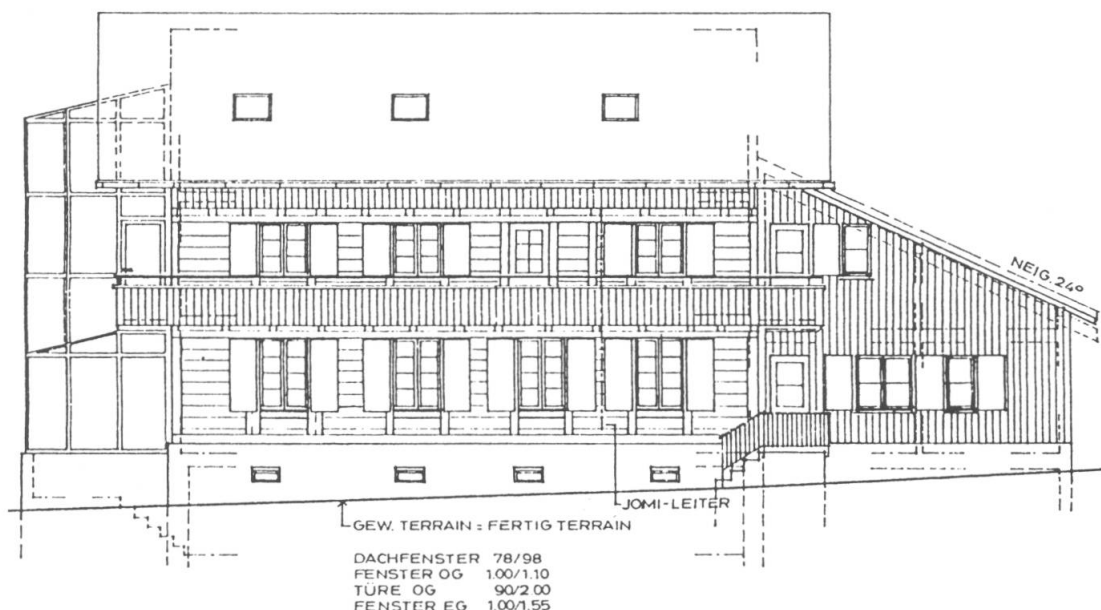 NEIG. 24°
JOMI-LEITER
GEW. TERRAIN = FERTIG TERRAIN
DACHFENSTER 78/98
FENSTER OG 1.00/1.10
TÜRE OG 90/2.00
FENSTER EG 1.00/1.55